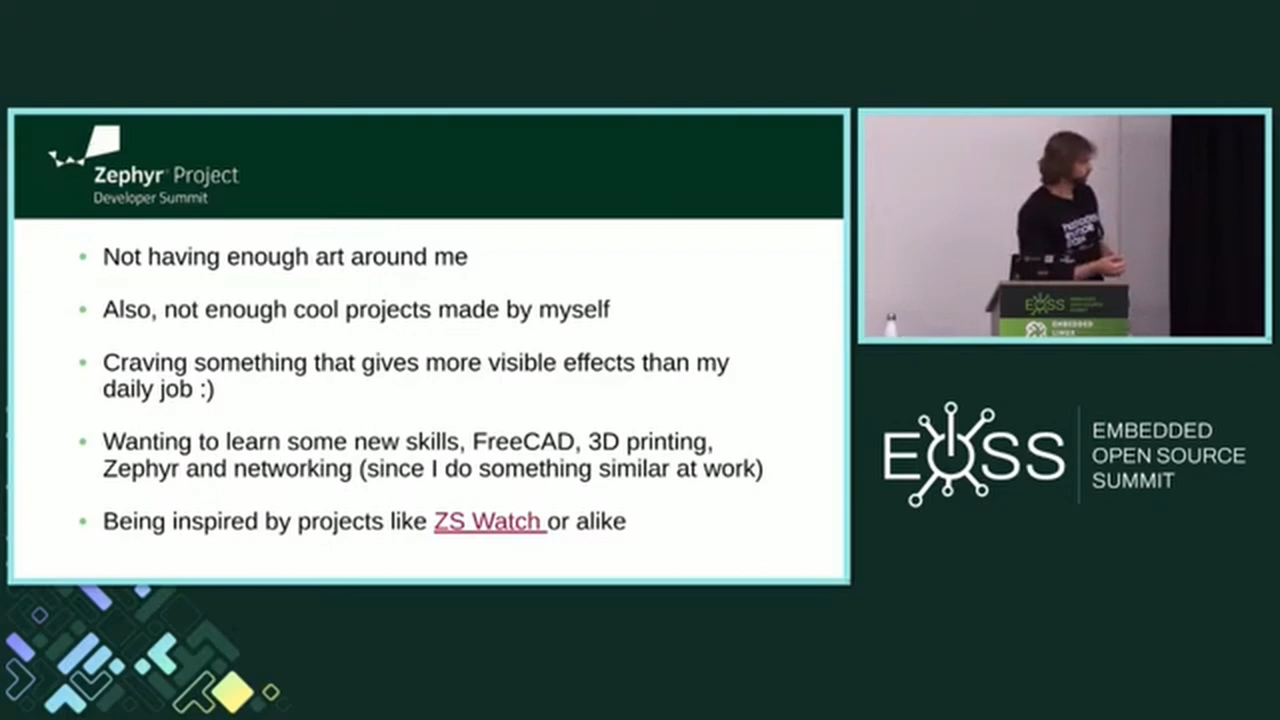 Zephyr Project
Developer Summit
Not having enough art around me
Also, not enough cool projects made by myself
Craving something that gives more visible effects than my
daily job :)
Wanting to learn some new skills, FreeCAD, 3D printing,
Zephyr and networking (since I do something similar at work)
Being inspired by projects like ZS Watch or alike
EOSS
EMBEDDED
LINUX
EOSS
EMBEDDED
OPEN SOURCE
SUMMIT